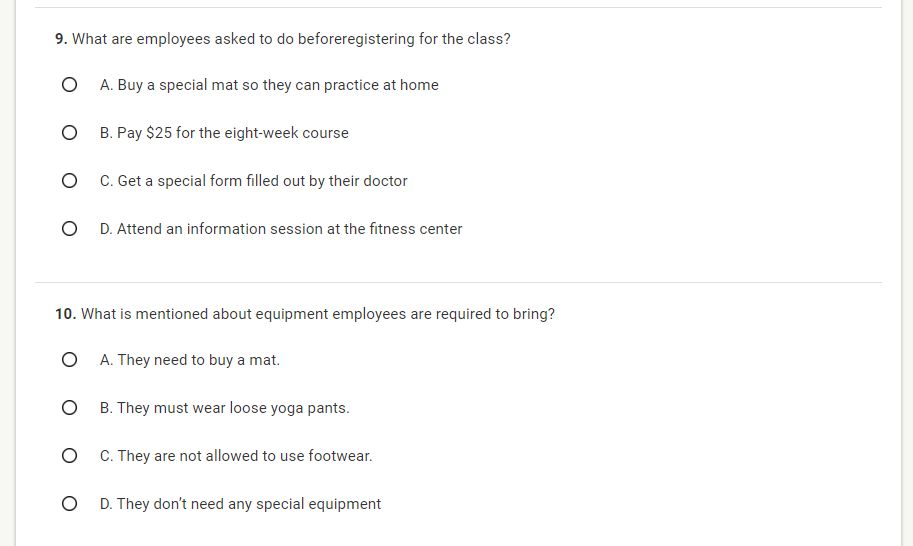 9. What are employees asked to do beforeregistering for the class?
A. Buy a special mat so they can practice at home
B. Pay $25 for the eight-week course
C. Get a special form filled out by their doctor
D. Attend an information session at the fitness center
10. What is mentioned about equipment employees are required to bring?
A. They need to buy a mat.
B. They must wear loose yoga pants.
C. They are not allowed to use footwear.
D. They don't need any special equipment